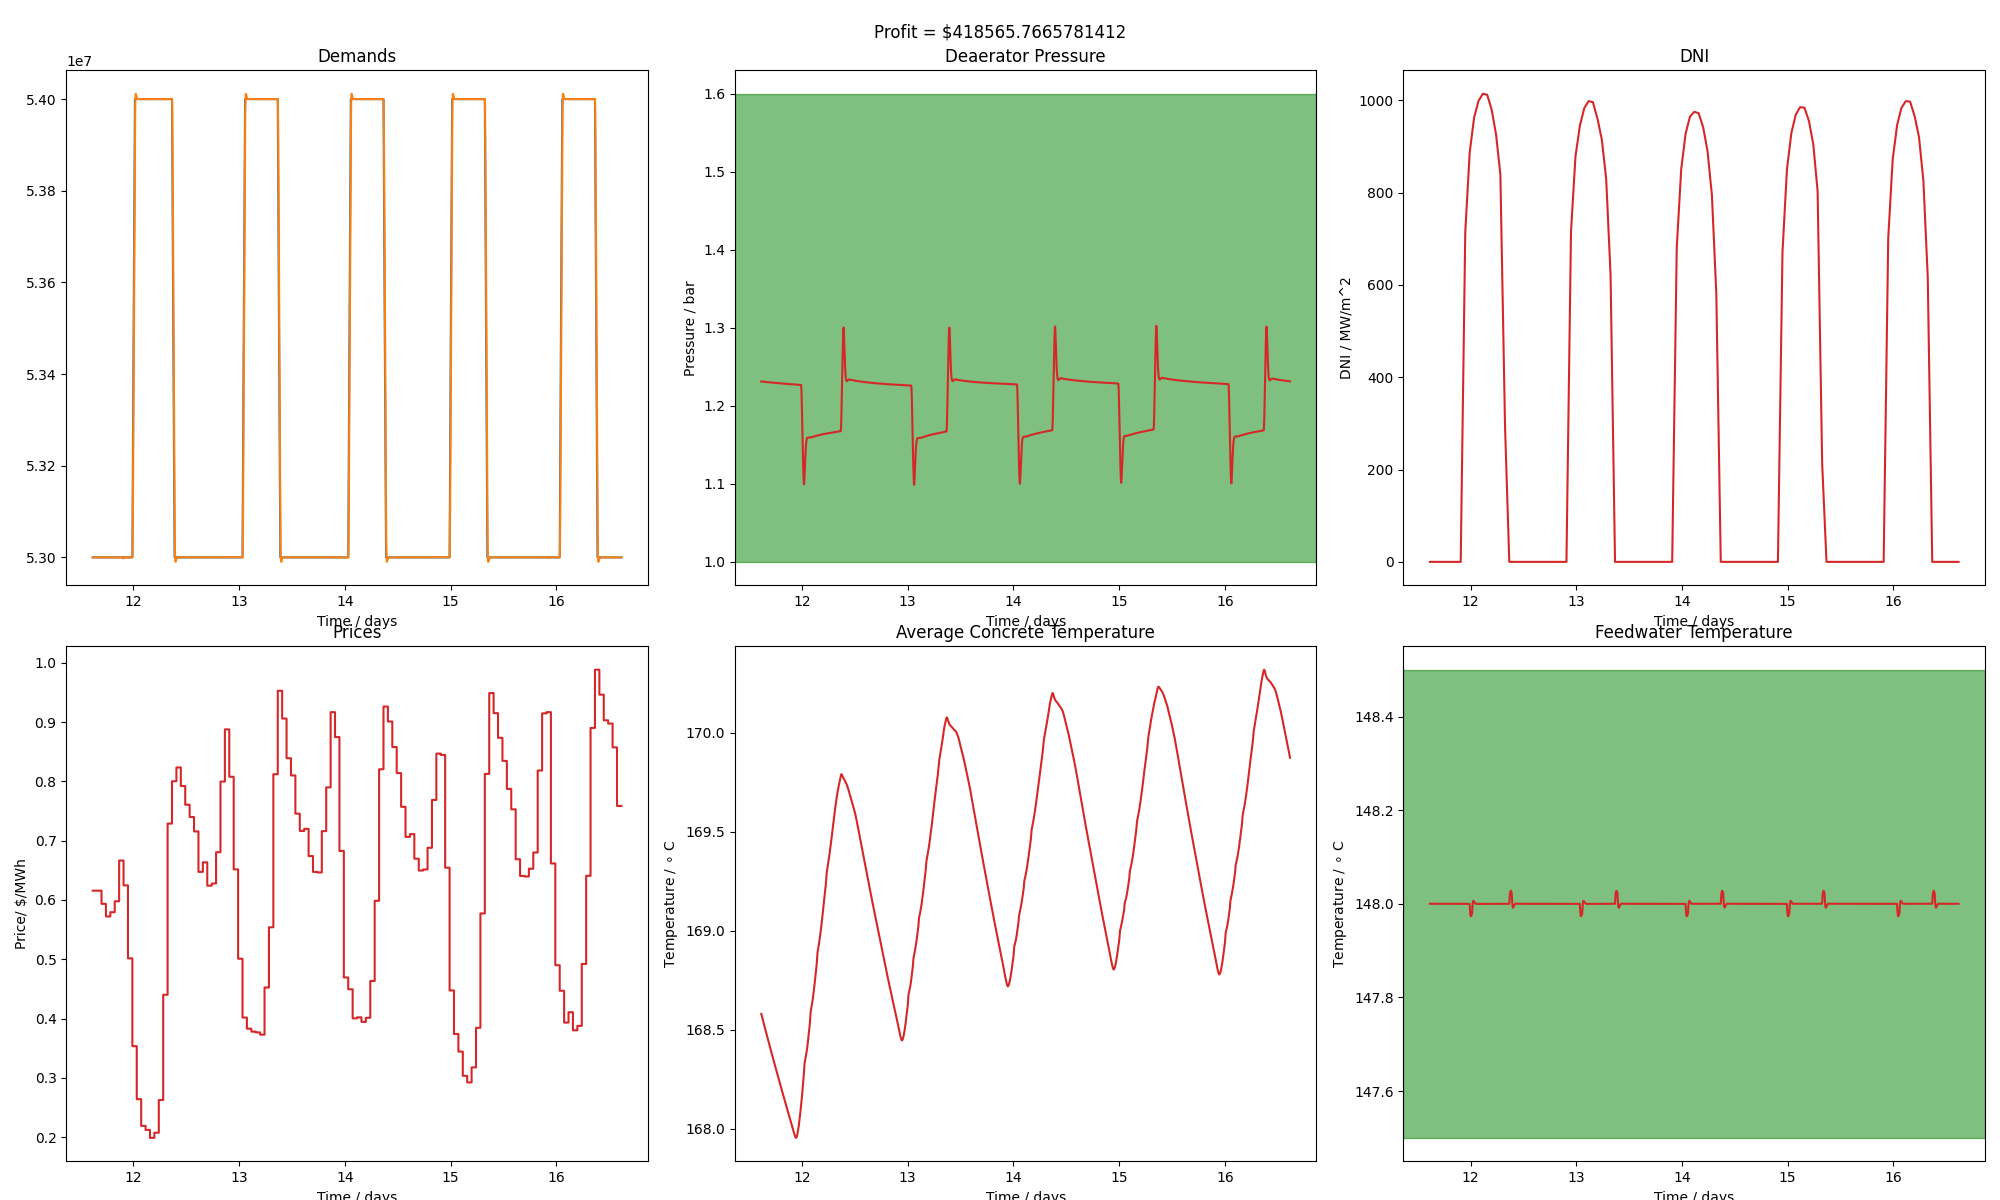 Profit = $418565.7665781412
Demands
1e7
5.40
5.38
5.36
5.34
5.32
5.30
12 13 14 15 16
Time / days
Deaerator Pressure
Pressure / bar
1.6
1.5
1.4
1.3
1.2
1.1
1.0
12 13 14 15 16
Time / days
DNI
DNI / MW/m^2
1000
800
600
400
200
0
12 13 14 15 16
Time / days
Prices
Price/ $/MWh
1.0
0.9
0.8
0.7
0.6
0.5
0.4
0.3
0.2
12 13 14 15 16
Time / days
Average Concrete Temperature
Temperature / ∘ C
170.0
169.5
169.0
168.5
168.0
12 13 14 15 16
Time / days
Feedwater Temperature
Temperature / ∘ C
148.4
148.2
148.0
147.8
147.6
12 13 14 15 16
Time / days